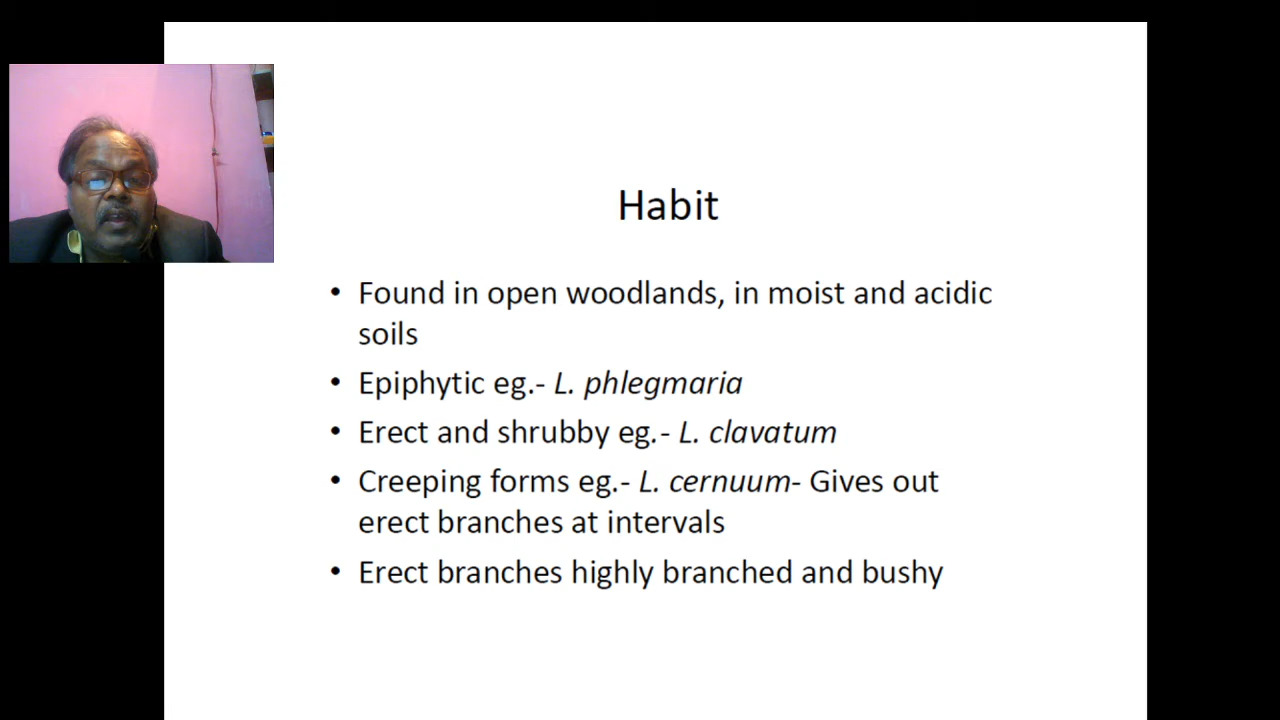 Habit
• Found in open woodlands, in moist and acidic
soils
• Epiphytic eg.- L. phlegmaria
• Erect and shrubby eg.- L. clavatum
• Creeping forms eg.- L. cernuum- Gives out
erect branches at intervals
• Erect branches highly branched and bushy